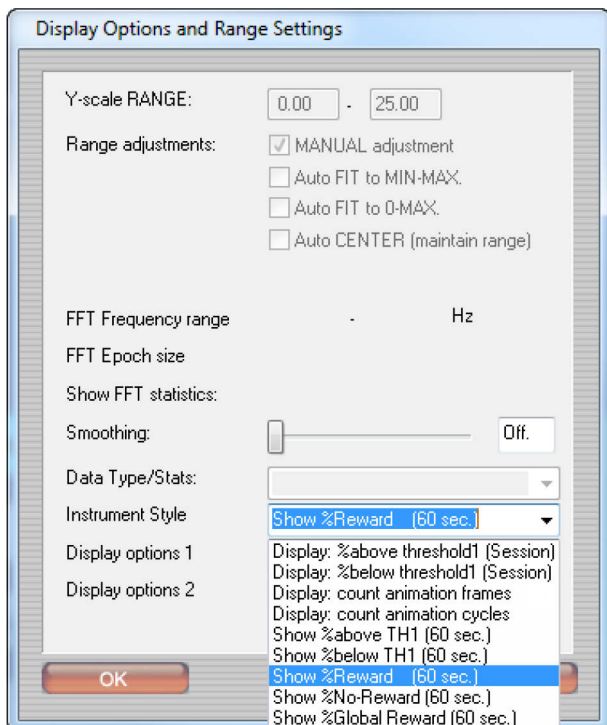 Display Options and Range Settings
Y-scale RANGE: 0.00 - 25.00
Range adjustments: MANUAL adjustment
Auto FIT to MIN-MAX.
Auto FIT to 0-MAX.
Auto CENTER (maintain range)
FFT Frequency range - Hz
FFT Epoch size
Show FFT statistics:
Smoothing: Off.
Data Type/Stats:
Instrument Style Show %Reward (60 sec.)
Display options 1 Display: %above threshold1 (Session)
Display: %below threshold1 (Session)
Display options 2 Display: count animation frames
Display: count animation cycles
Show %above TH1 (60 sec.)
Show %below TH1 (60 sec.)
OK Show %Reward (60 sec.)
Show %No-Reward (60 sec.)
Show %Global Reward (60 sec.)